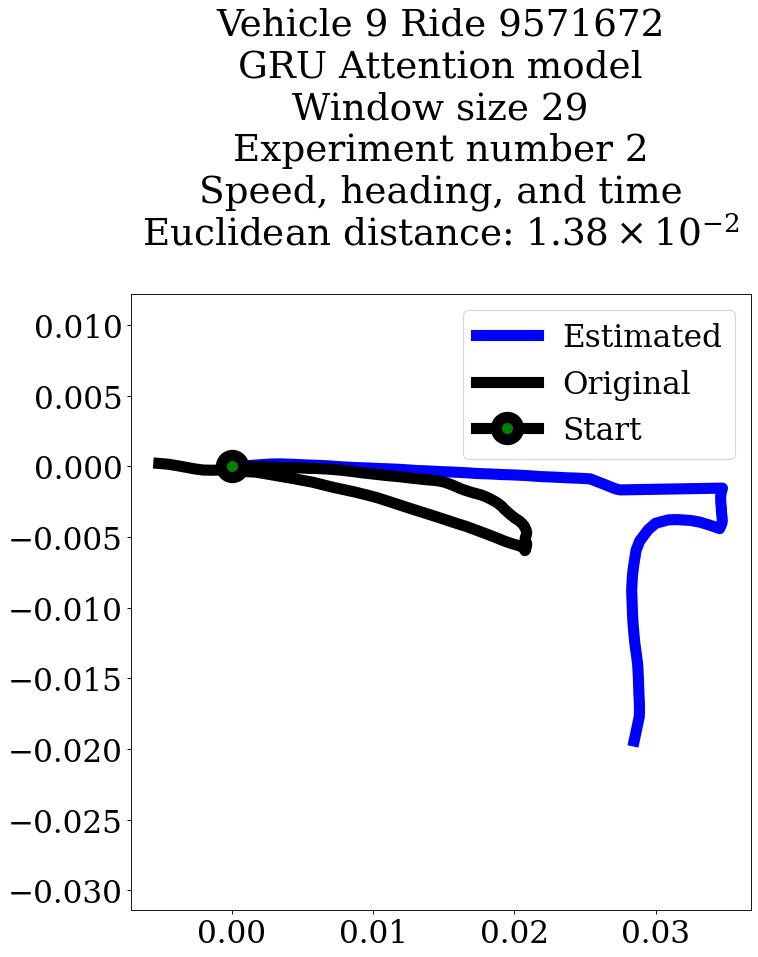 Vehicle 9 Ride 9571672
GRU Attention model
Window size 29
Experiment number 2
Speed, heading, and time
Euclidean distance: 1.38 × 10⁻²
Estimated
Original
Start
0.010
0.005
0.000
−0.005
−0.010
−0.015
−0.020
−0.025
−0.030
0.00 0.01 0.02 0.03